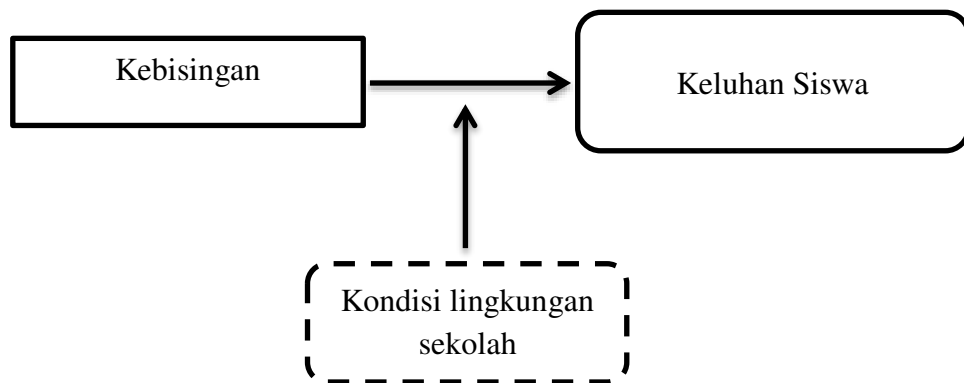 Kebisingan
Keluhan Siswa
Kondisi lingkungan
sekolah